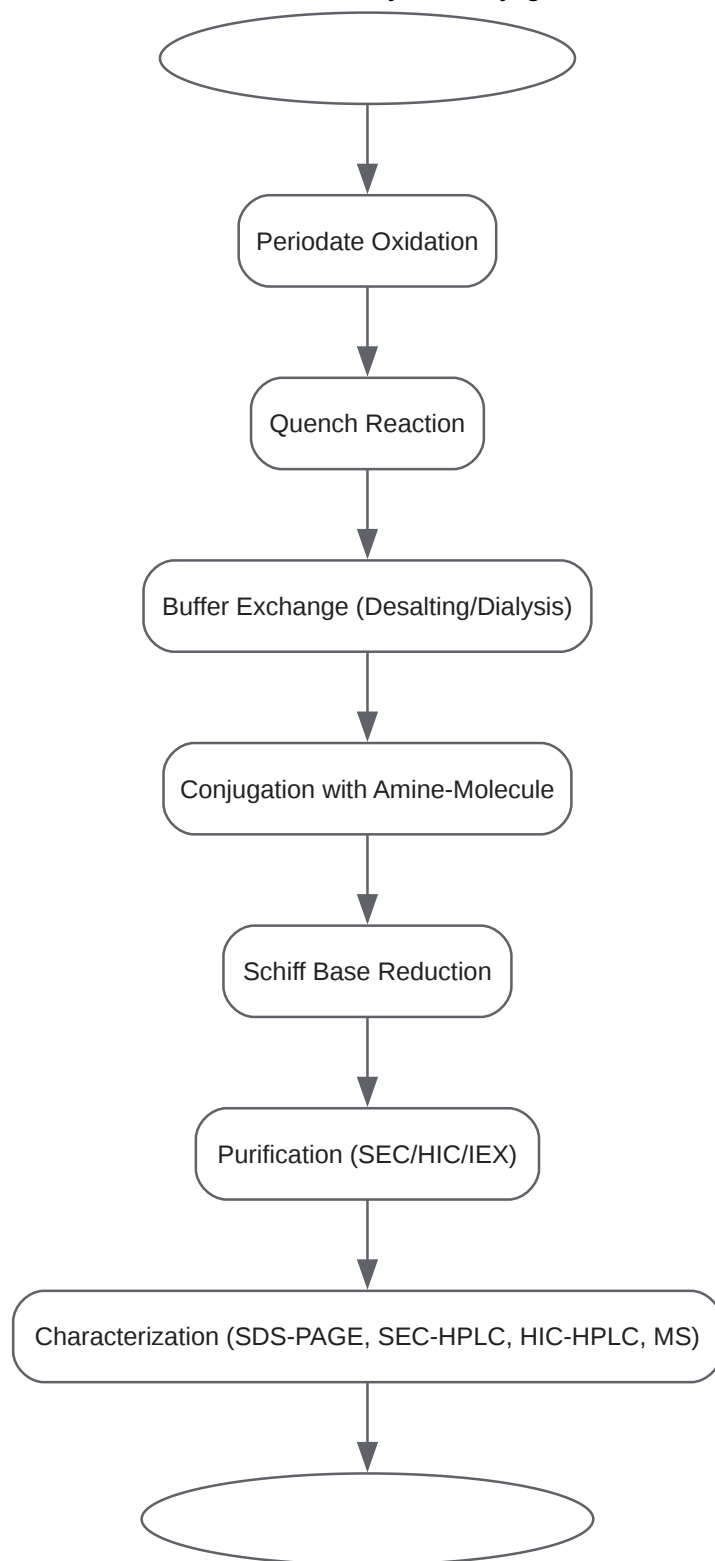 Periodate Oxidation
Quench Reaction
Buffer Exchange (Desalting/Dialysis)
Conjugation with Amine-Molecule
Schiff Base Reduction
Purification (SEC/HIC/IEX)
Characterization (SDS-PAGE, SEC-HPLC, HIC-HPLC, MS)